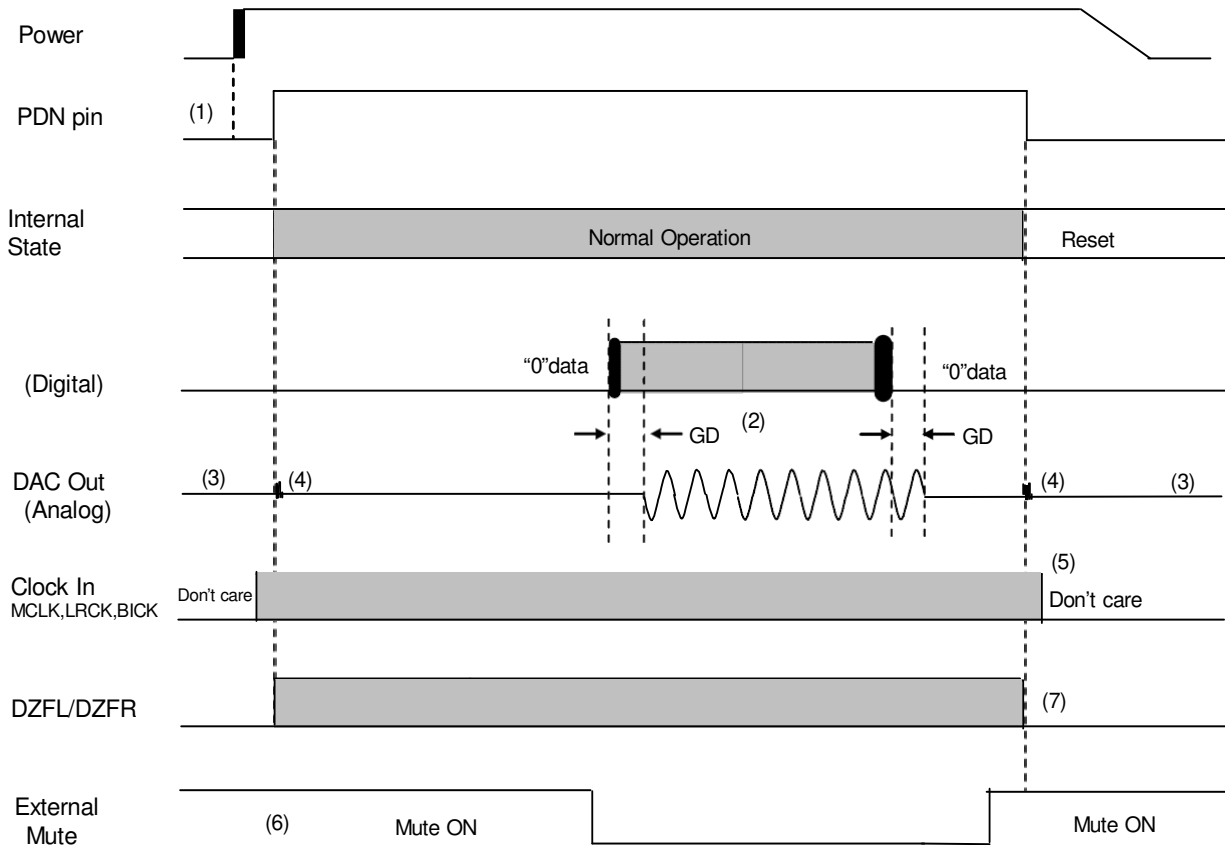 Power
PDN pin
(1)
Internal
State
Normal Operation
Reset
(Digital)
“0”data
“0”data
(2)
GD
GD
DAC Out
(Analog)
(3)
(4)
(4)
(3)
Clock In
MCLK,LRCK,BICK
Don’t care
(5)
Don’t care
DZFL/DZFR
(7)
External
Mute
(6)
Mute ON
Mute ON